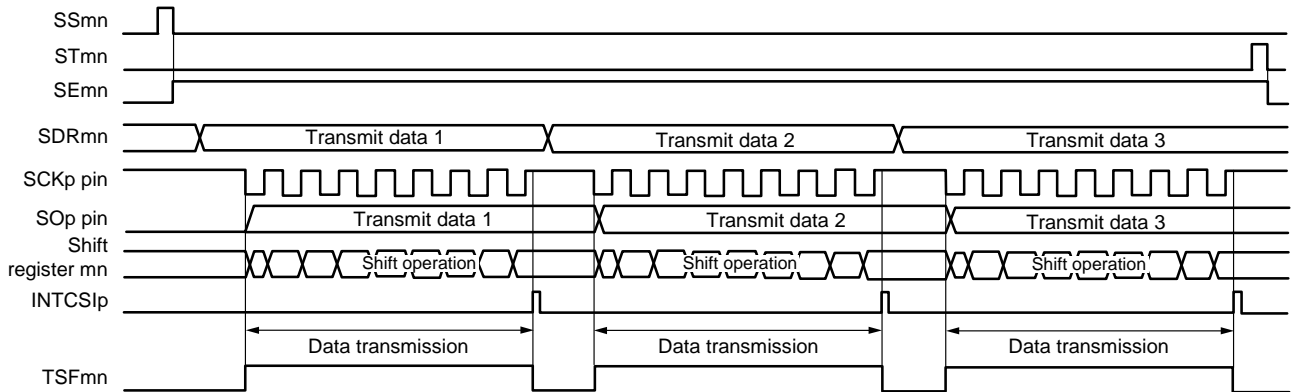 SSmn
STmn
SEmn
SDRmn Transmit data 1 Transmit data 2 Transmit data 3
SCKp pin
SOp pin Transmit data 1 Transmit data 2 Transmit data 3
Shift
register mn Shift operation Shift operation Shift operation
INTCSIp
Data transmission Data transmission Data transmission
TSFmn